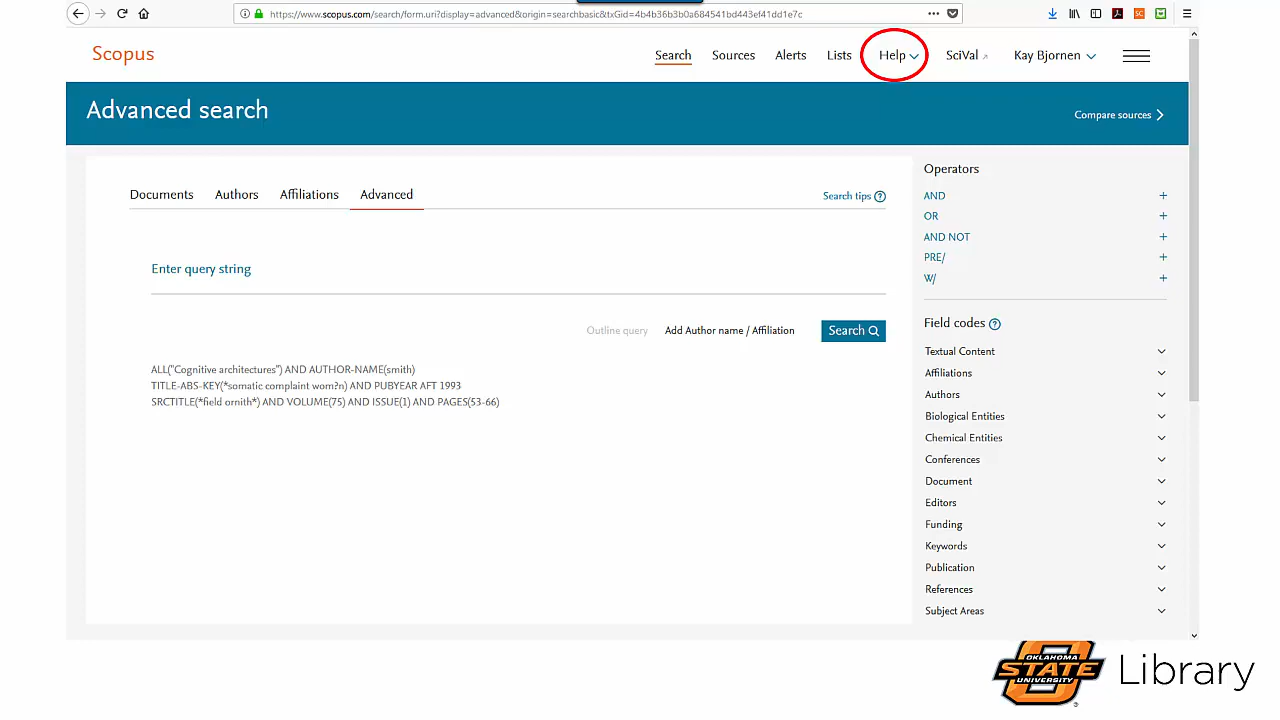 https://www.scopus.com/search/form.uri?display=advanced&origin=searchbasic&txGid=4b4b36b3b0a684541bd443ef41dd1e7c
Scopus
Search Sources Alerts Lists Help SciVal Kay Bjornen
Advanced search
Compare sources
Documents Authors Affiliations Advanced
Search tips
Enter query string
Outline query Add Author name / Affiliation Search
ALL("Cognitive architectures") AND AUTHOR-NAME(smith)
TITLE-ABS-KEY(*somatic complaint wom?n) AND PUBYEAR AFT 1993
SRCTITLE(*field ornith*) AND VOLUME(75) AND ISSUE(1) AND PAGES(53-66)
Operators
AND +
OR +
AND NOT +
PRE/ +
W/ +
Field codes
Textual Content
Affiliations
Authors
Biological Entities
Chemical Entities
Conferences
Document
Editors
Funding
Keywords
Publication
References
Subject Areas
OKLAHOMA
STATE
UNIVERSITY
Library